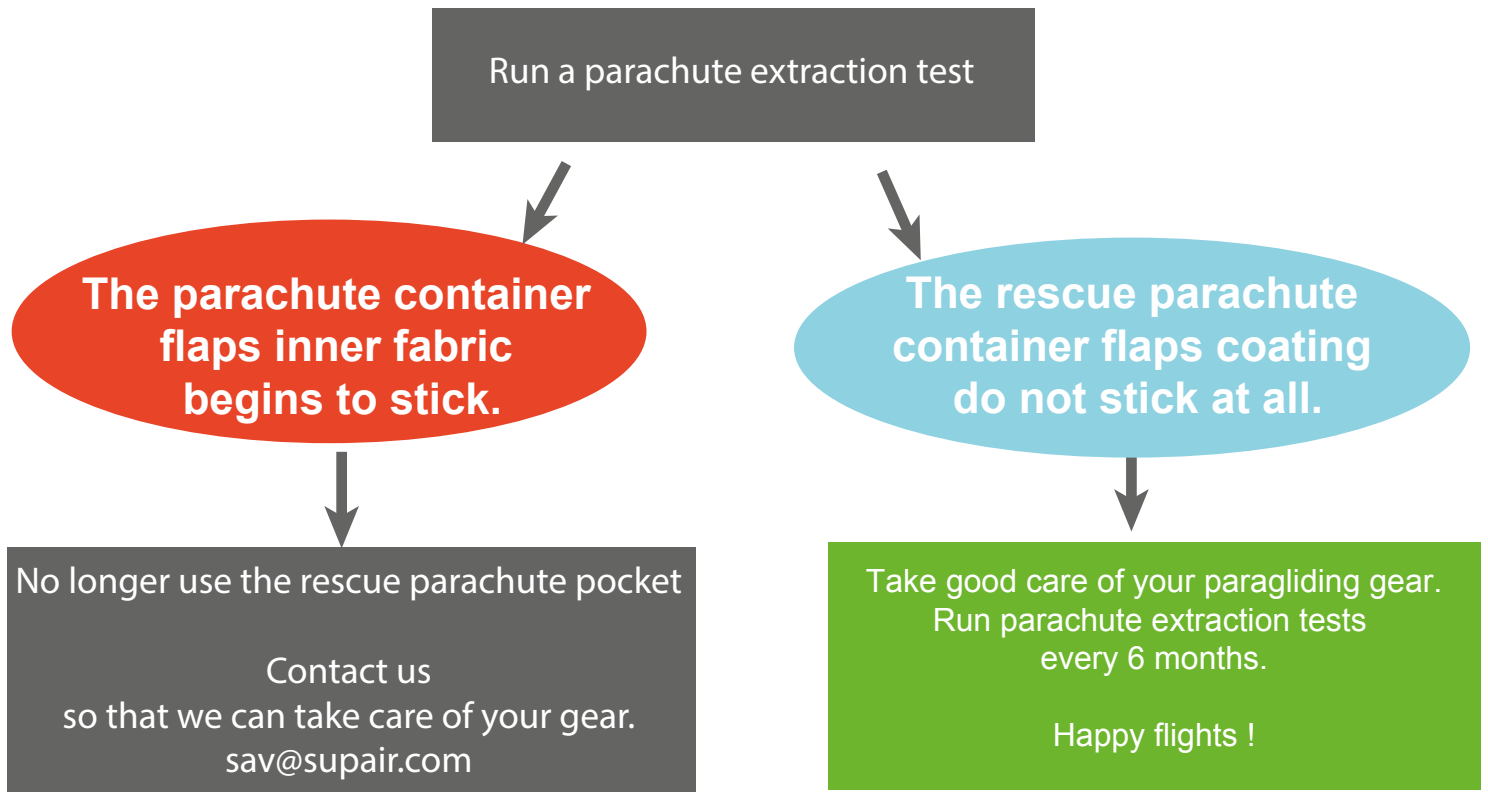 Run a parachute extraction test
The parachute container
flaps inner fabric
begins to stick.
The rescue parachute
container flaps coating
do not stick at all.
No longer use the rescue parachute pocket
Contact us
so that we can take care of your gear.
sav@supair.com
Take good care of your paragliding gear.
Run parachute extraction tests
every 6 months.
Happy flights !